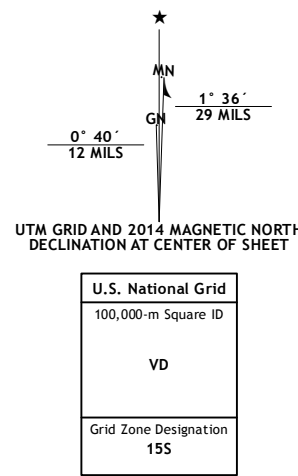 ★
MN
GN
1° 36´
29 MILS
0° 40´
12 MILS
UTM GRID AND 2014 MAGNETIC NORTH
DECLINATION AT CENTER OF SHEET
U.S. National Grid
100,000-m Square ID
VD
Grid Zone Designation
15S